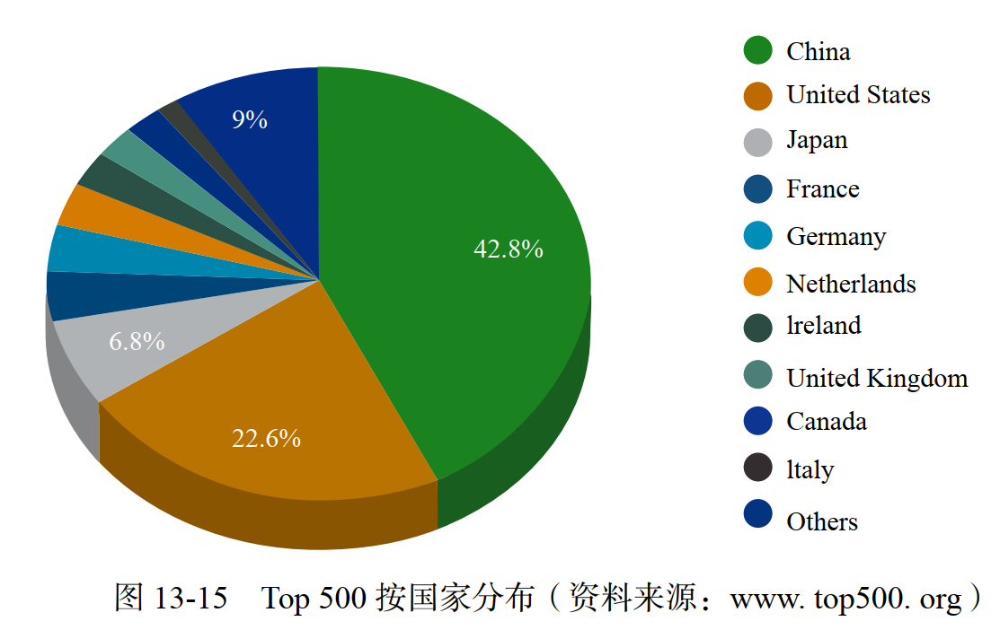 9%
42.8%
6.8%
22.6%
China
United States
Japan
France
Germany
Netherlands
lreland
United Kingdom
Canada
ltaly
Others
图 13-15 Top 500 按国家分布（资料来源：www. top500. org）